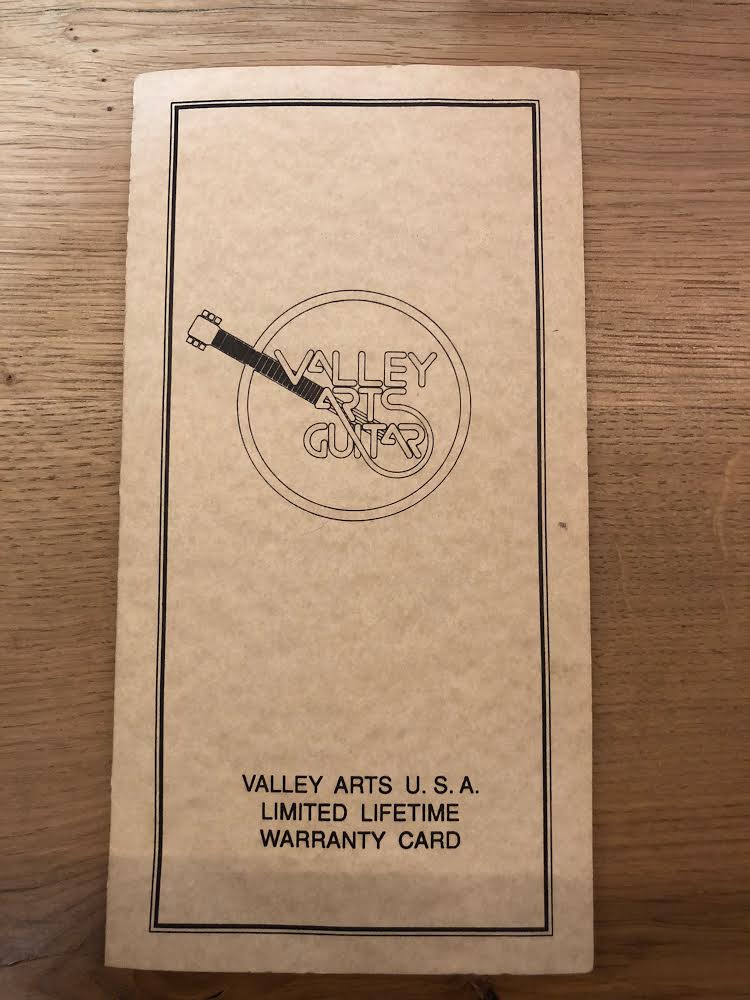 VALLEY
ARTS
GUITAR
VALLEY ARTS U. S. A.
LIMITED LIFETIME
WARRANTY CARD